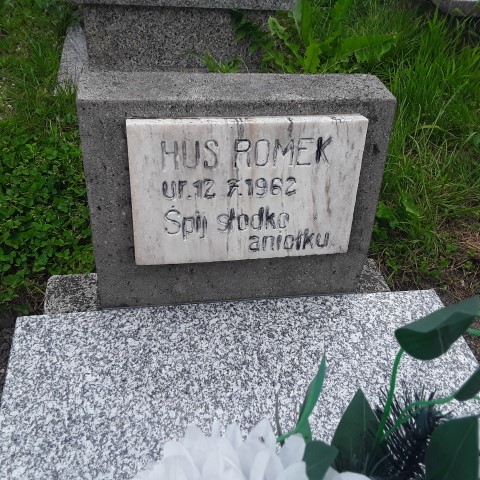 HUS ROMEK
ur. 12 7.1962
Śpij słodko
aniołku